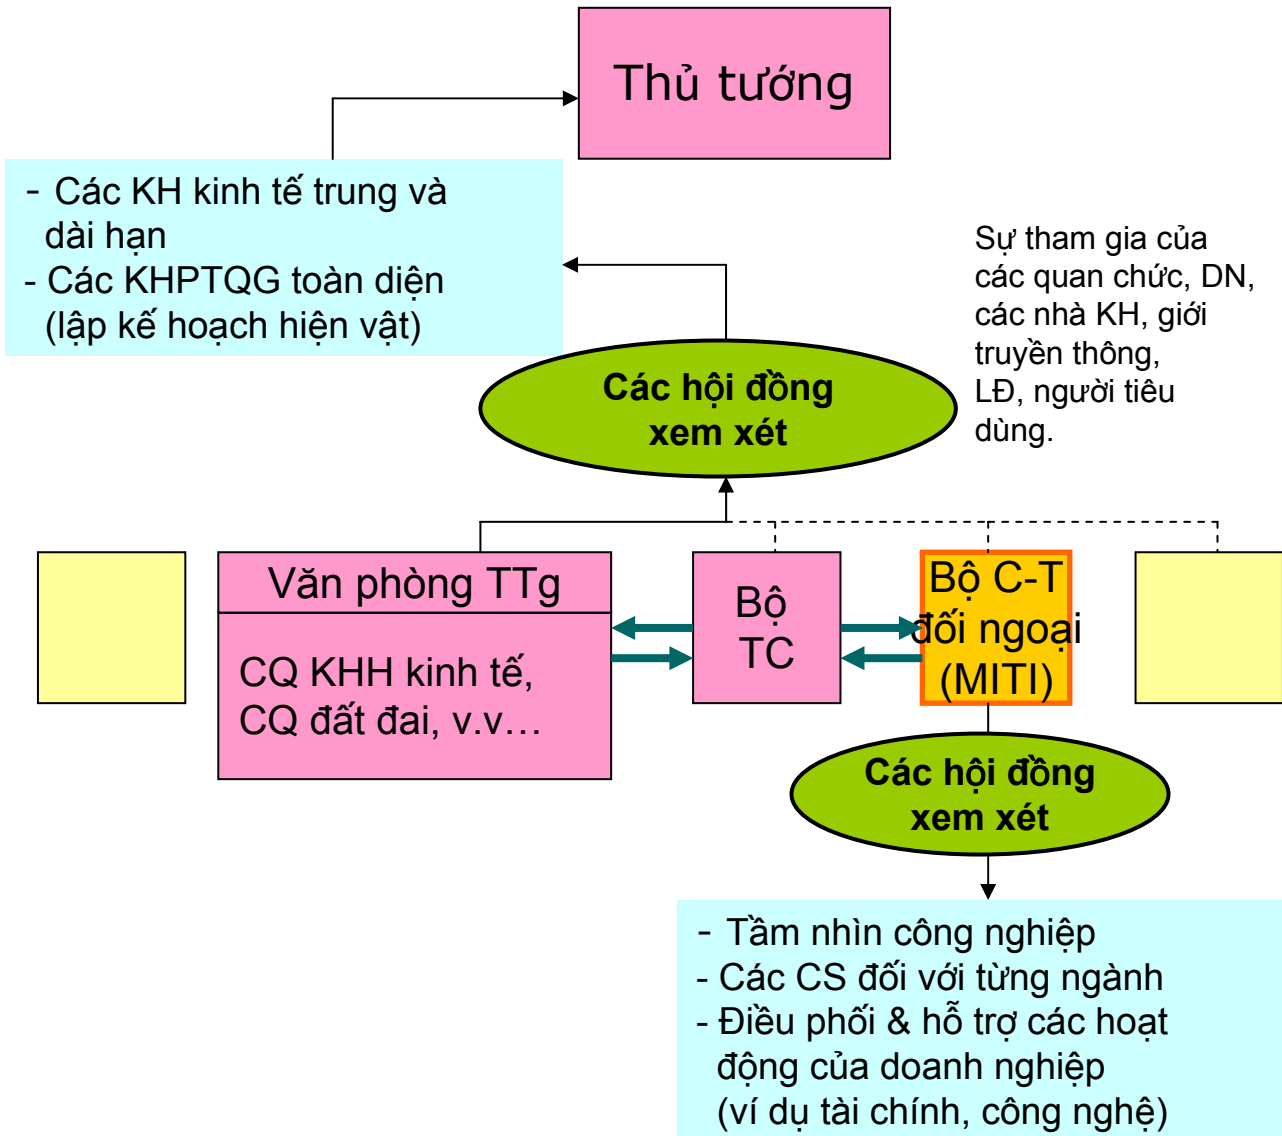 Thủ tướng
- Các KH kinh tế trung và
dài hạn
- Các KHPTQG toàn diện
(lập kế hoạch hiện vật)
Sự tham gia của
các quan chức, DN,
các nhà KH, giới
truyền thông,
LĐ, người tiêu
dùng.
Các hội đồng
xem xét
Văn phòng TTg
CQ KHH kinh tế,
CQ đất đai, v.v...
Bộ
TC
Bộ C-T
đối ngoại
(MITI)
Các hội đồng
xem xét
- Tầm nhìn công nghiệp
- Các CS đối với từng ngành
- Điều phối & hỗ trợ các hoạt
động của doanh nghiệp
(ví dụ tài chính, công nghệ)